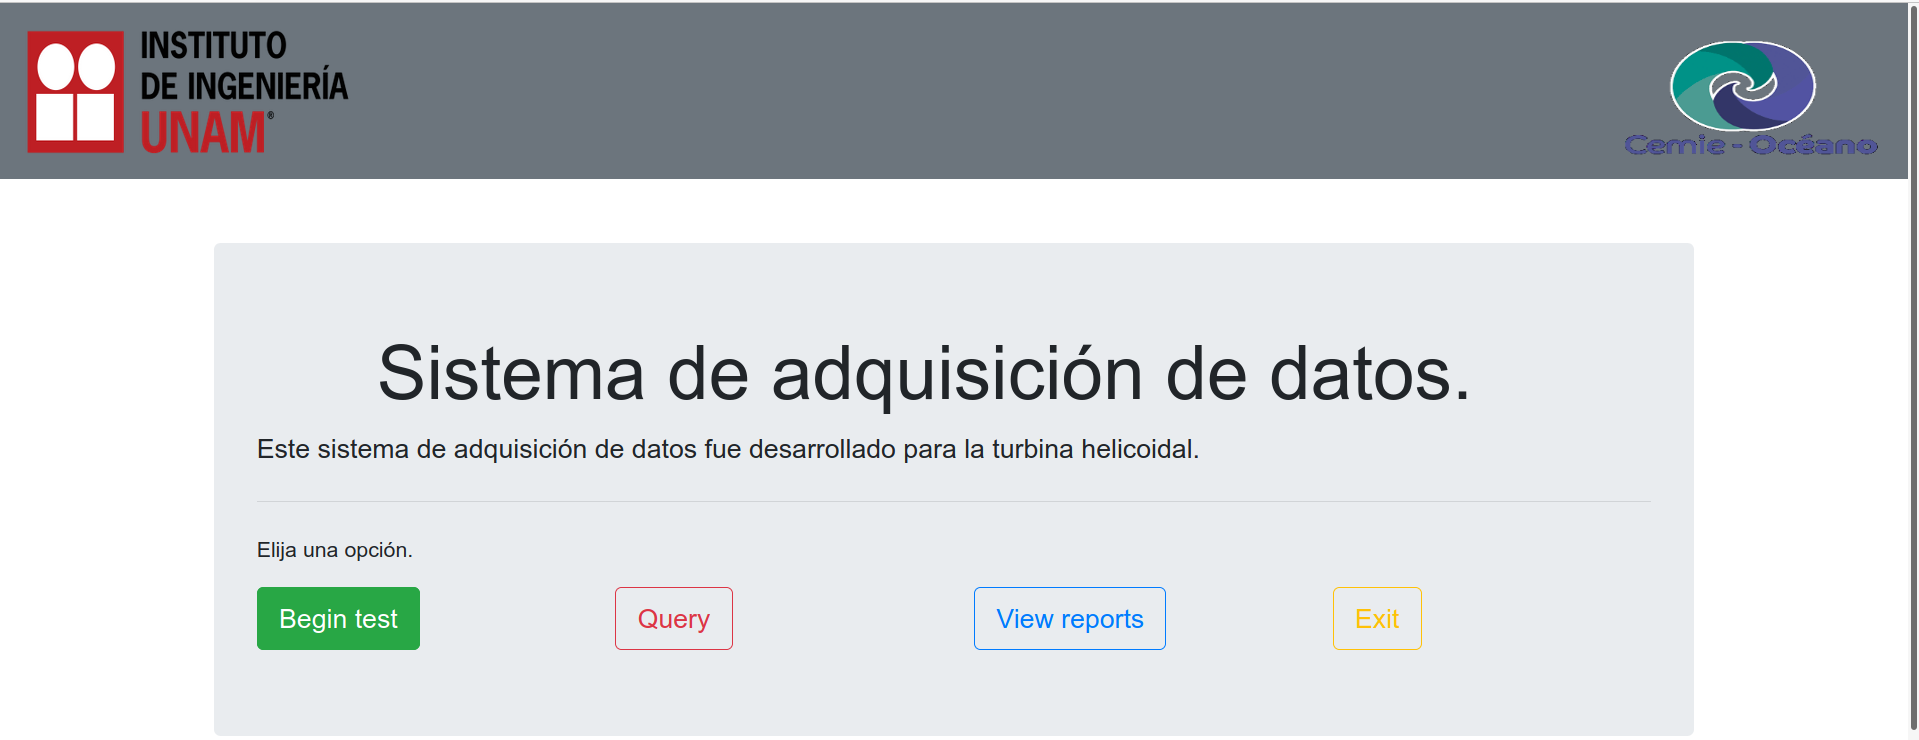 INSTITUTO
DE INGENIERÍA
UNAM®
Cemie - Océano
Sistema de adquisición de datos.
Este sistema de adquisición de datos fue desarrollado para la turbina helicoidal.
Elija una opción.
Begin test
Query
View reports
Exit